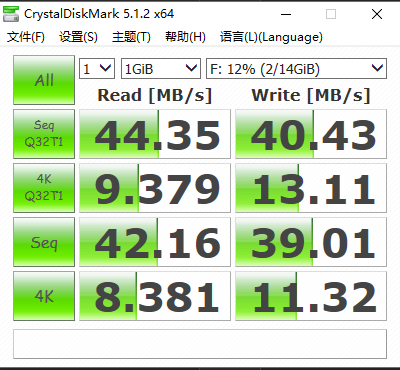 CrystalDiskMark 5.1.2 x64
文件(F) 设置(S) 主题(T) 帮助(H) 语言(L)(Language)
All 1 1GiB F: 12% (2/14GiB)
Read [MB/s] Write [MB/s]
Seq Q32T1 44.35 40.43
4K Q32T1 9.379 13.11
Seq 42.16 39.01
4K 8.381 11.32